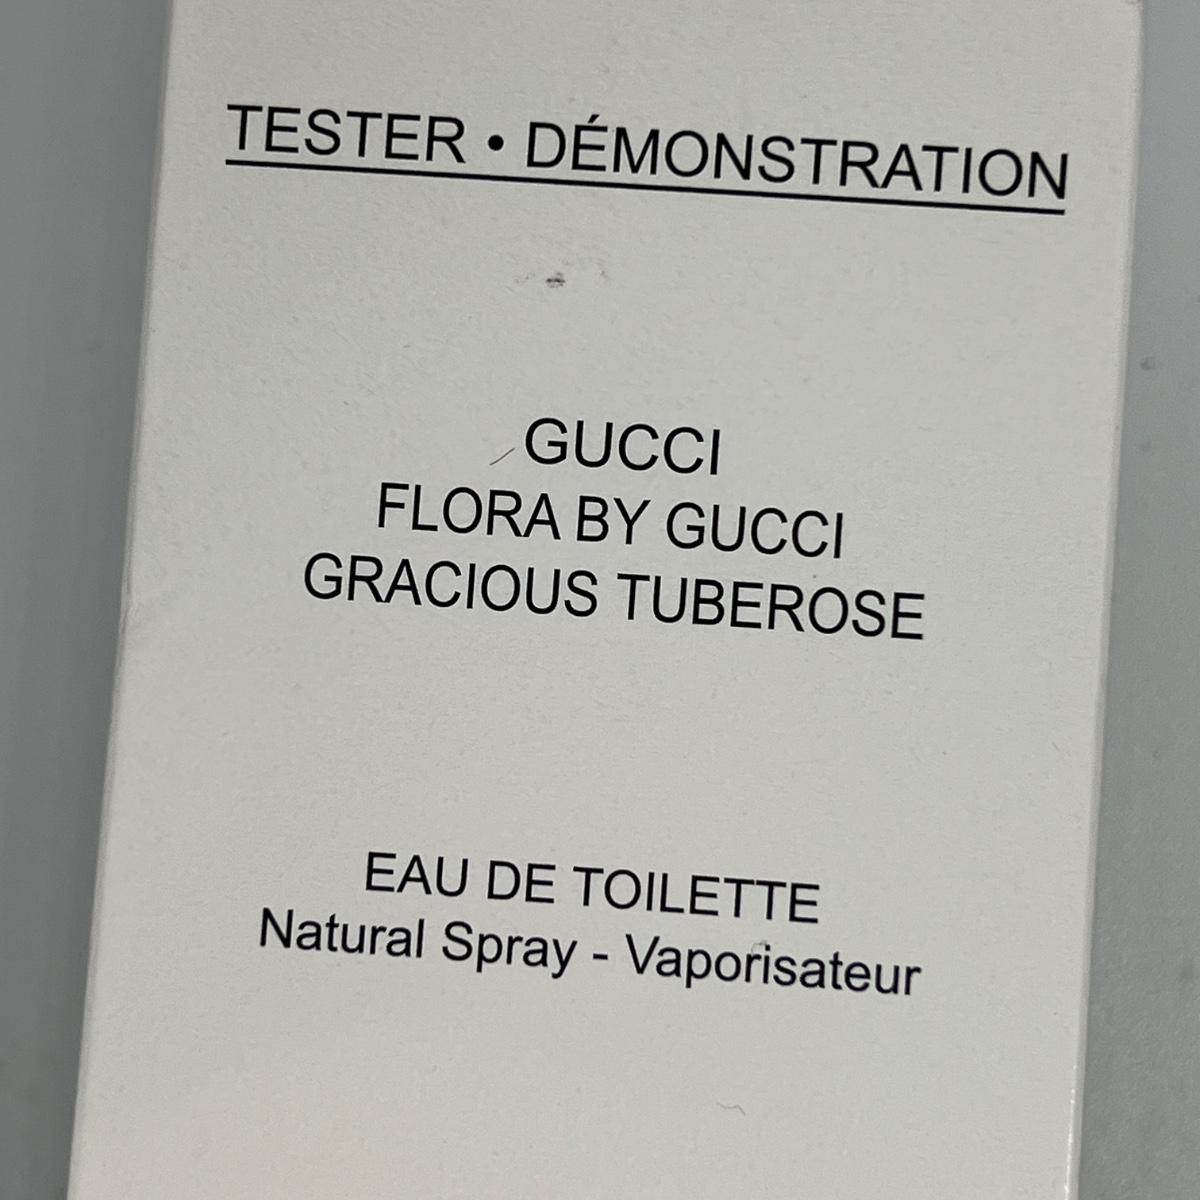 TESTER • DÉMONSTRATION
GUCCI
FLORA BY GUCCI
GRACIOUS TUBEROSE
EAU DE TOILETTE
Natural Spray - Vaporisateur